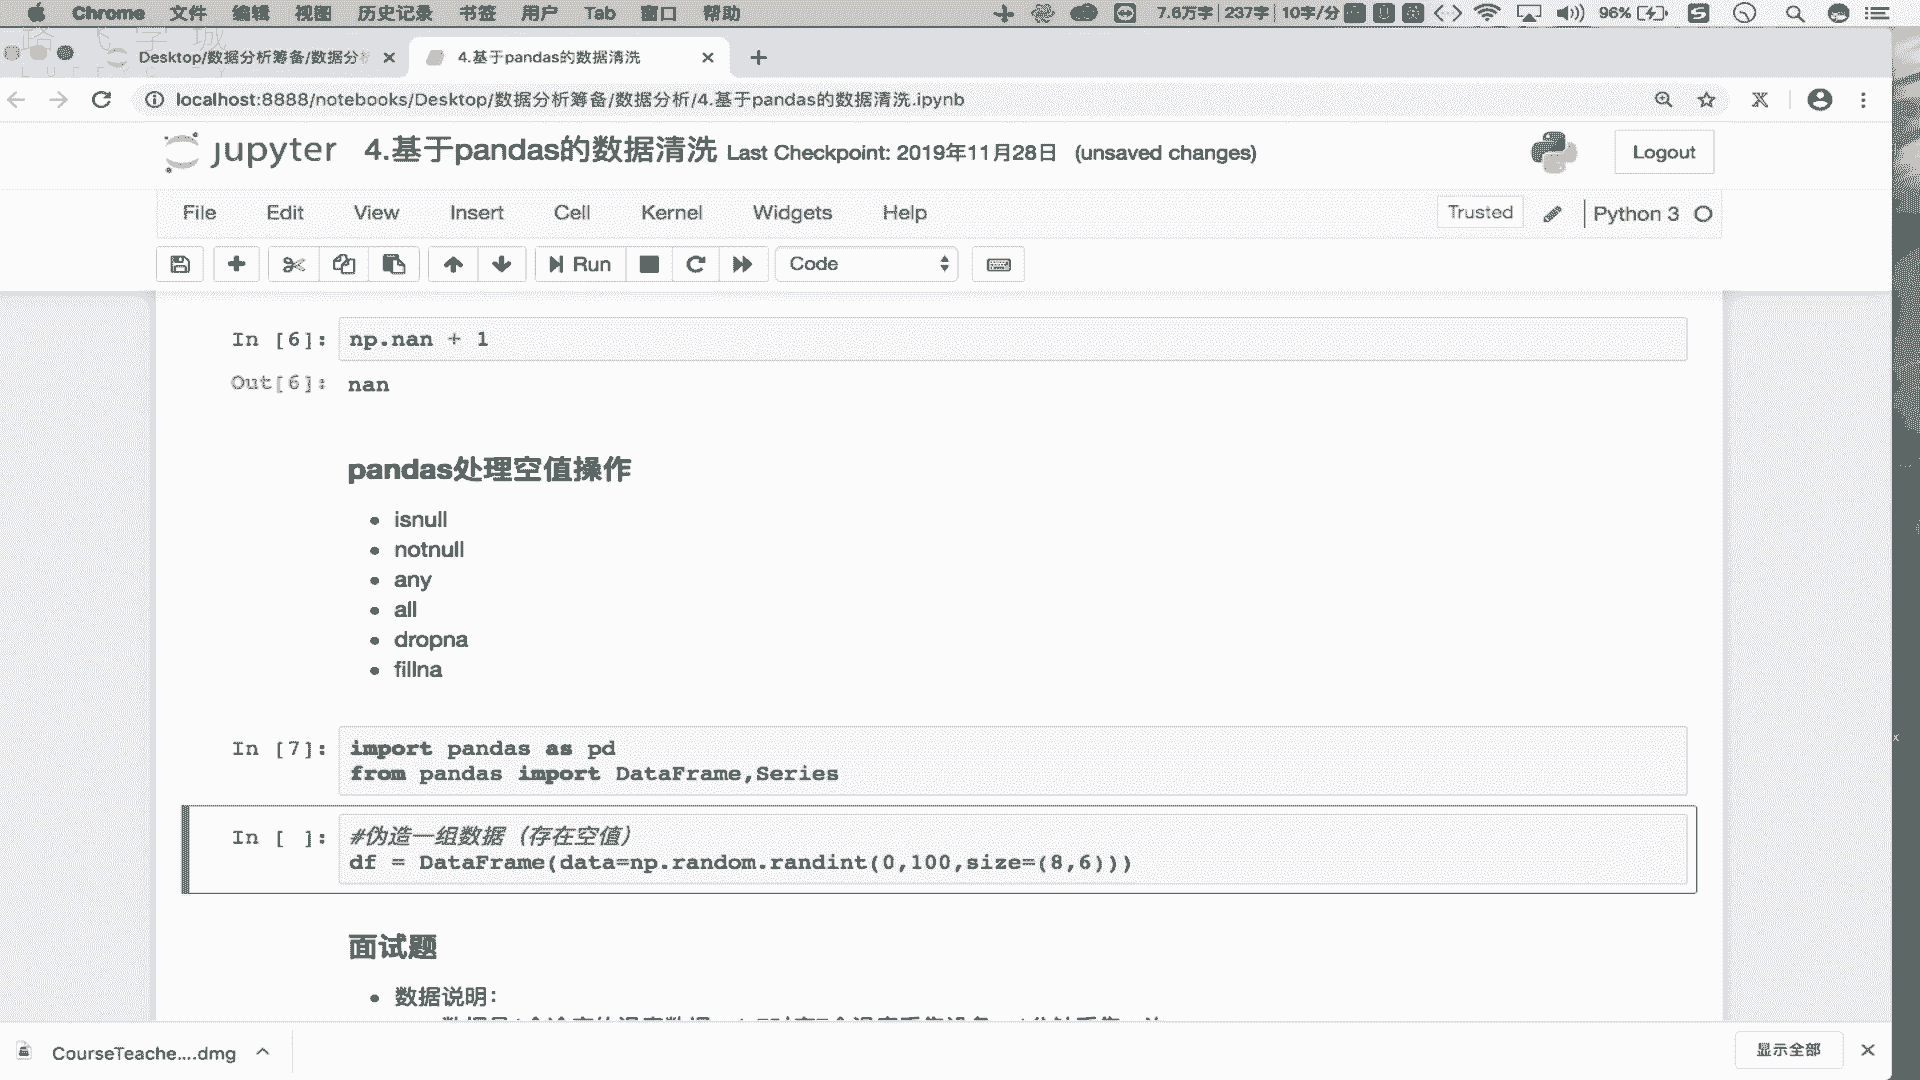 Chrome 文件 编辑 视图 历史记录 书签 用户 Tab 窗口 帮助 7.6万字 237字 10字/分 96%
Desktop/数据分析筹备/数据分析
4.基于pandas的数据清洗
localhost:8888/notebooks/Desktop/数据分析筹备/数据分析/4.基于pandas的数据清洗.ipynb
jupyter 4.基于pandas的数据清洗 Last Checkpoint: 2019年11月28日 (unsaved changes)
Logout
File Edit View Insert Cell Kernel Widgets Help
Trusted Python 3
Run Code
In [6]: np.nan + 1
Out[6]: nan
pandas处理空值操作
isnull
notnull
any
all
dropna
fillna
In [7]: import pandas as pd
from pandas import DataFrame,Series
In [ ]: #伪造一组数据（存在空值）
df = DataFrame(data=np.random.randint(0,100,size=(8,6)))
面试题
数据说明：
CourseTeache....dmg
显示全部